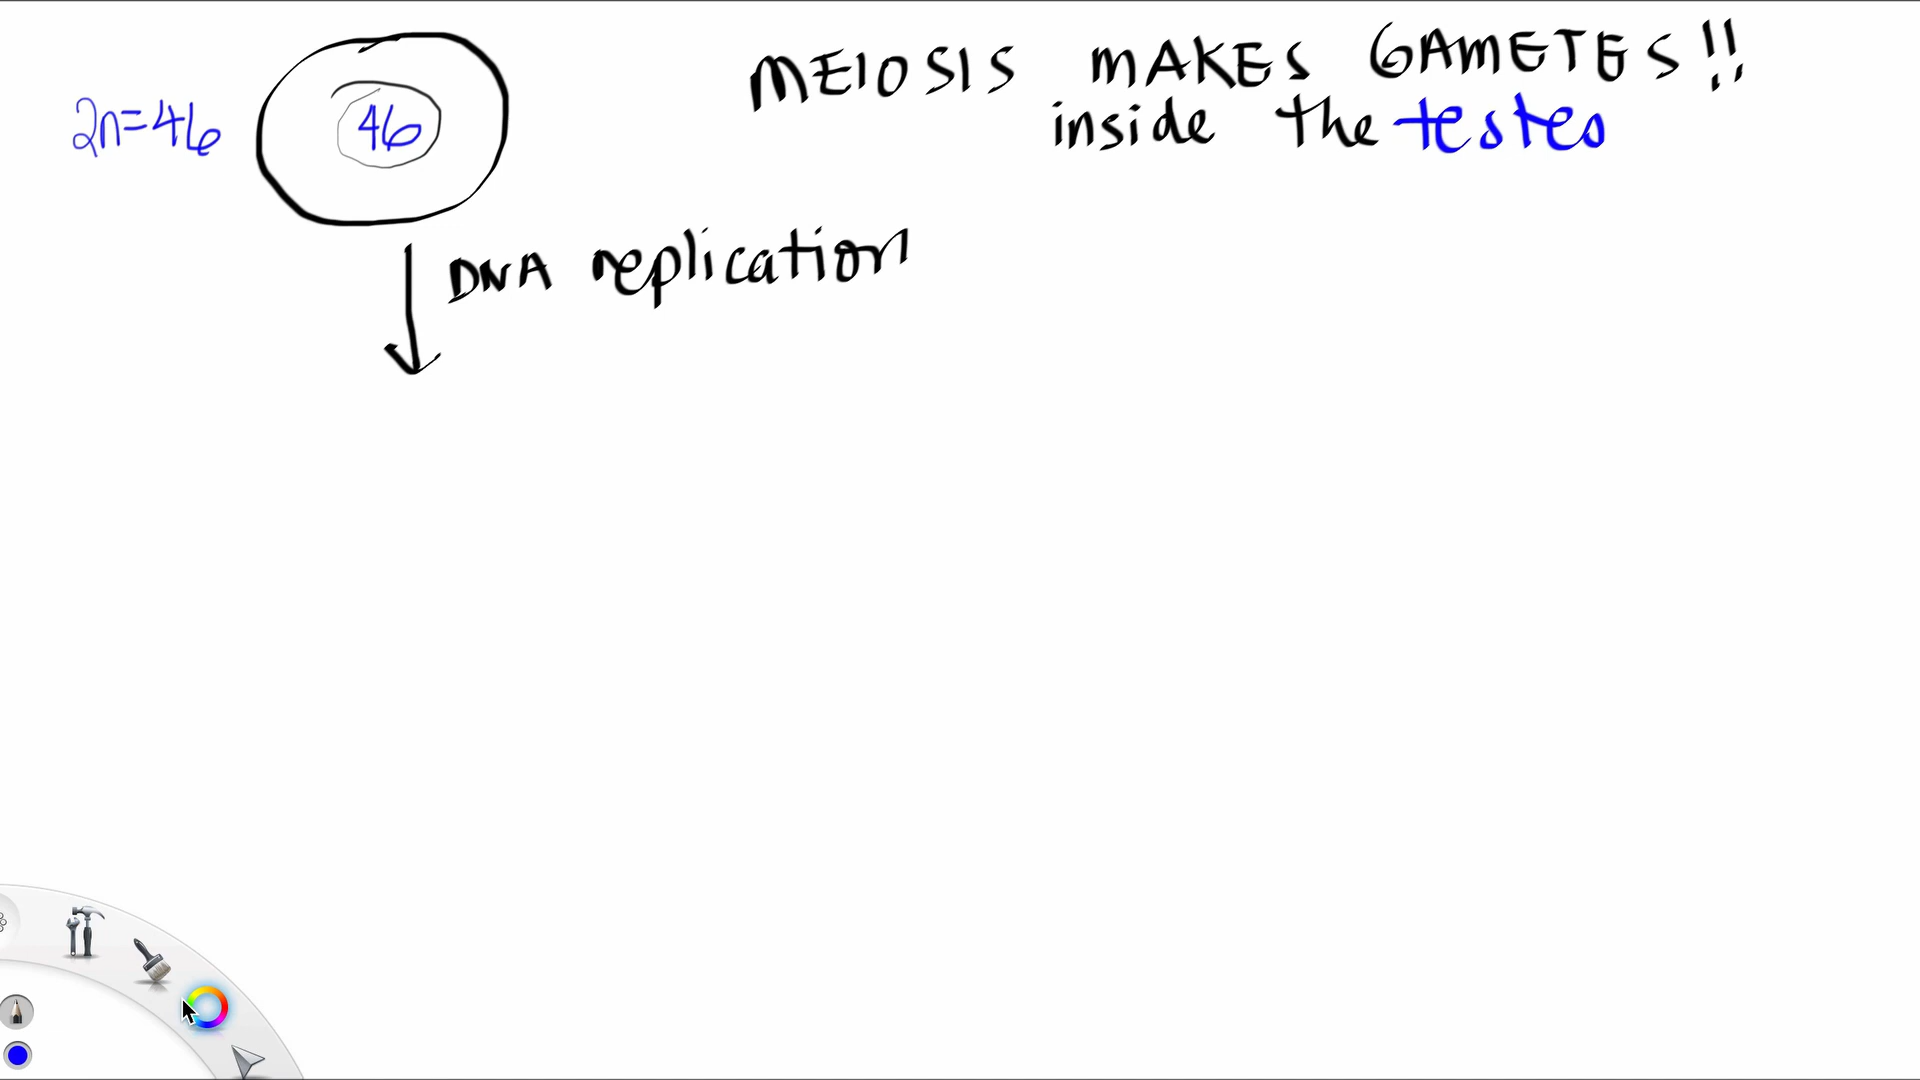 MEIOSIS MAKES GAMETES!!
inside the testes
2n=46
46
DNA replication